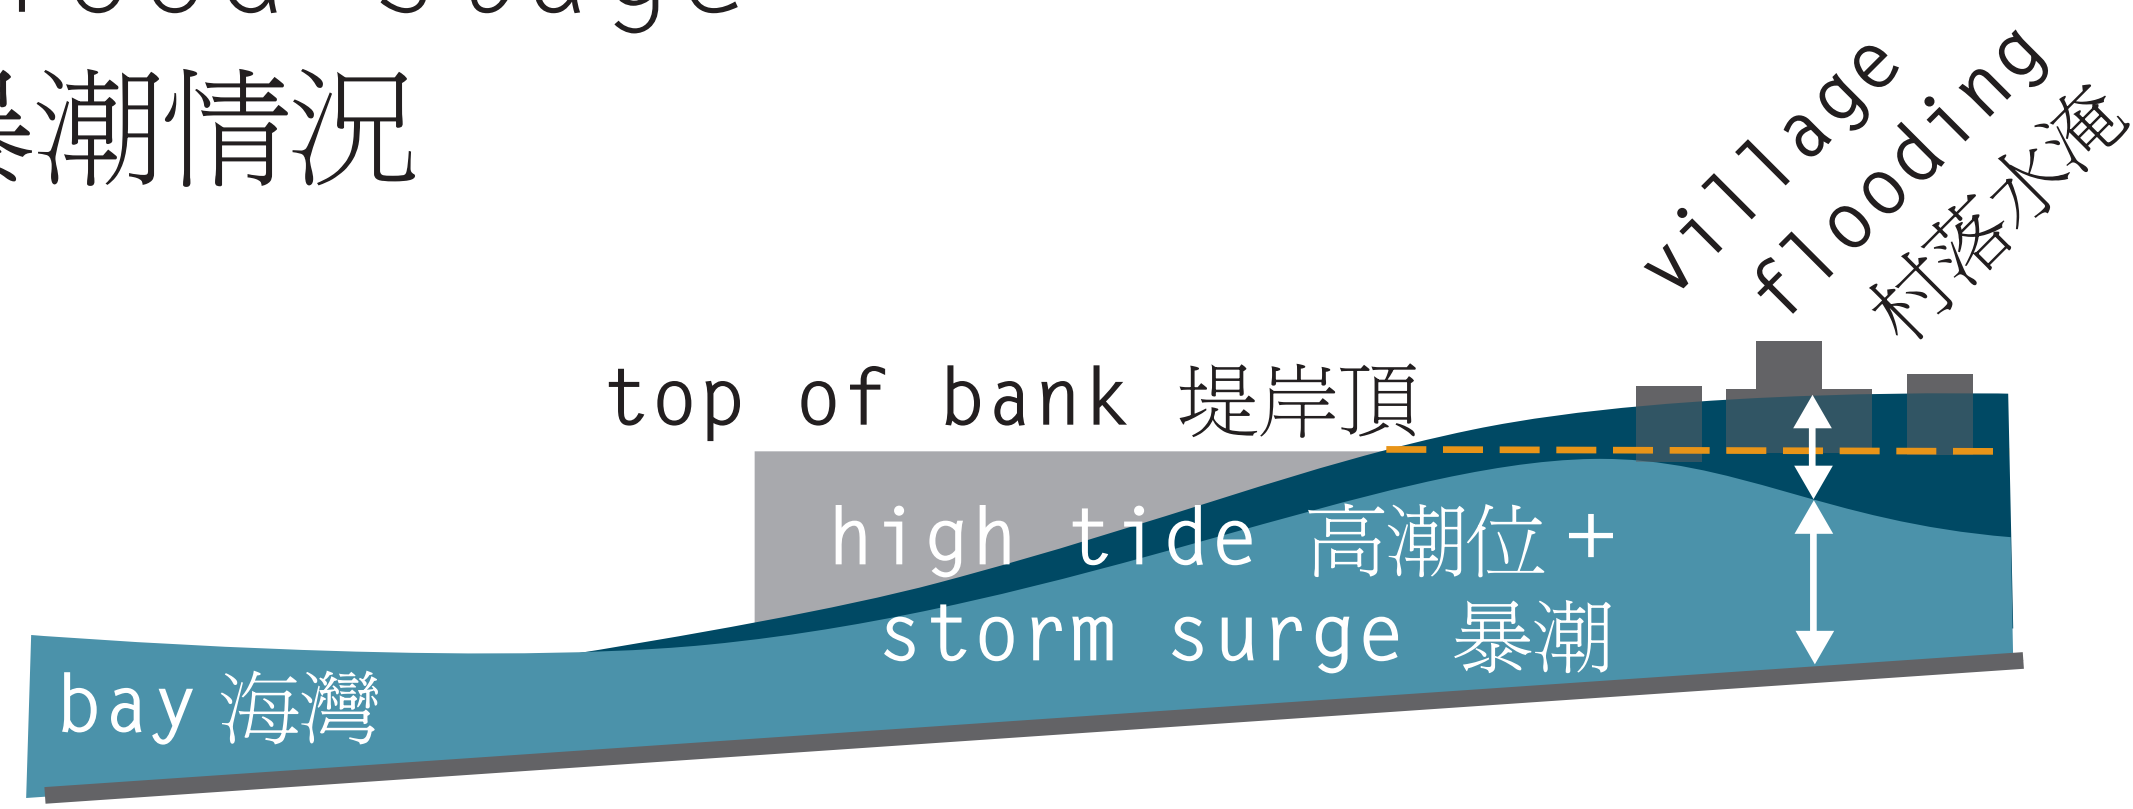 stage
暴潮情況
village
flooding
村落水淹
top of bank 堤岸頂
high tide 高潮位 +
storm surge 暴潮
bay 海灣